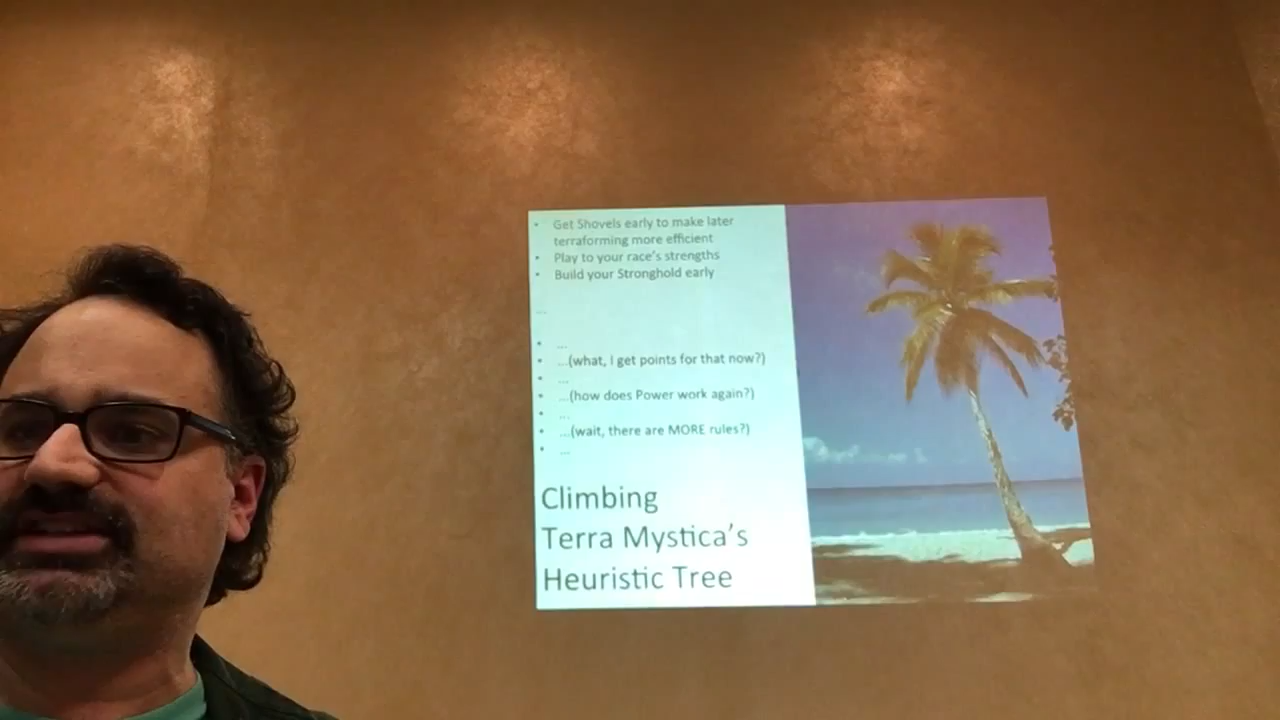 • Get Shovels early to make later
terraforming more efficient
• Play to your race's strengths
• Build your Stronghold early
...
• ...
• ...(what, I get points for that now?)
• ...
• ...(how does Power work again?)
• ...
• ...(wait, there are MORE rules?)
• ...
Climbing
Terra Mystica's
Heuristic Tree